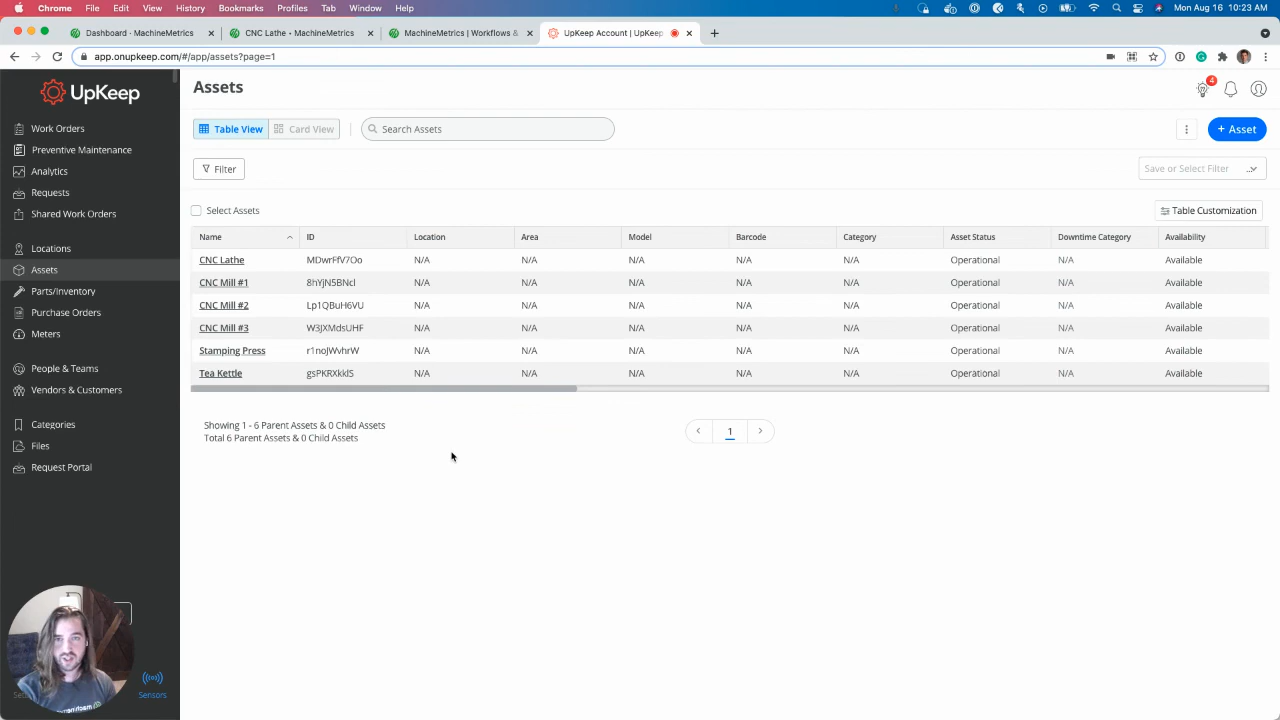 Chrome File Edit View History Bookmarks Profiles Tab Window Help Mon Aug 16 10:23 AM
Dashboard · MachineMetrics CNC Lathe • MachineMetrics MachineMetrics | Workflows & UpKeep Account | UpKeep
app.onupkeep.com/#/app/assets?page=1
UpKeep
Work Orders
Preventive Maintenance
Analytics
Requests
Shared Work Orders
Locations
Assets
Parts/Inventory
Purchase Orders
Meters
People & Teams
Vendors & Customers
Categories
Files
Request Portal
Sensors
Assets
4
Table View Card View Search Assets + Asset
Filter Save or Select Filter ...
Select Assets Table Customization
Name ID Location Area Model Barcode Category Asset Status Downtime Category Availability
CNC Lathe MDwrFfV7Oo N/A N/A N/A N/A N/A Operational N/A Available
CNC Mill #1 8hYjN5BNcI N/A N/A N/A N/A N/A Operational N/A Available
CNC Mill #2 Lp1QBuH6VU N/A N/A N/A N/A N/A Operational N/A Available
CNC Mill #3 W3JXMdsUHF N/A N/A N/A N/A N/A Operational N/A Available
Stamping Press r1noJWvhrW N/A N/A N/A N/A N/A Operational N/A Available
Tea Kettle gsPKRXkklS N/A N/A N/A N/A N/A Operational N/A Available
Showing 1 - 6 Parent Assets & 0 Child Assets
Total 6 Parent Assets & 0 Child Assets
1